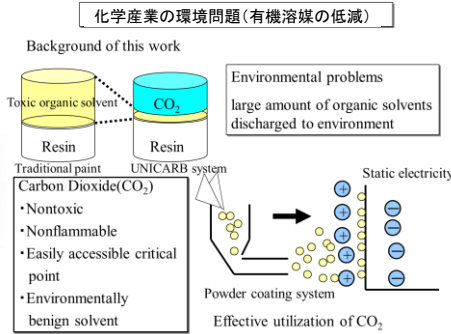 化学産業の環境問題(有機溶媒の低減)
Background of this work
Toxic organic solvent
Resin
Traditional paint
CO2
Resin
UNICARB system
Environmental problems
large amount of organic solvents
discharged to environment
Carbon Dioxide(CO2)
・Nontoxic
・Nonflammable
・Easily accessible critical
point
・Environmentally
benign solvent
Static electricity
+
+
+
+
−
−
−
−
Powder coating system
Effective utilization of CO2